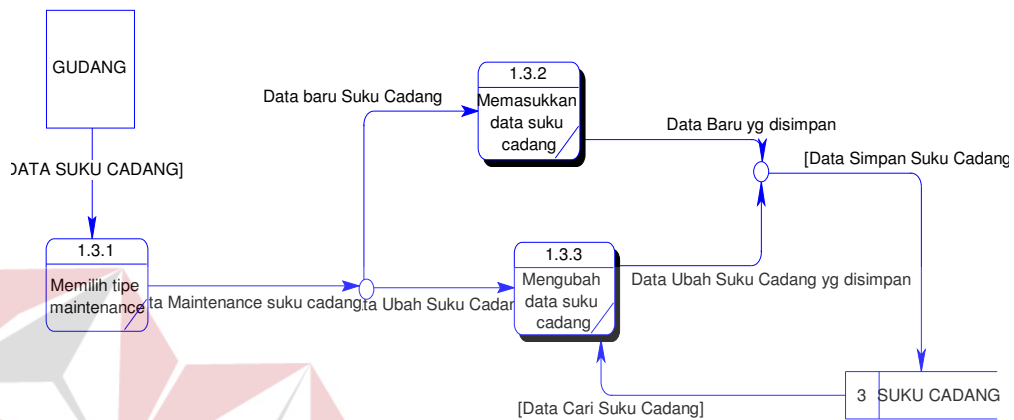 GUDANG
DATA SUKU CADANG]
1.3.1
Memilih tipe
maintenance
ta Maintenance suku cadang
Data baru Suku Cadang
1.3.2
Memasukkan
data suku
cadang
Data Baru yg disimpan
[Data Simpan Suku Cadang
ta Ubah Suku Cadan
1.3.3
Mengubah
data suku
cadang
Data Ubah Suku Cadang yg disimpan
[Data Cari Suku Cadang]
3 SUKU CADANG